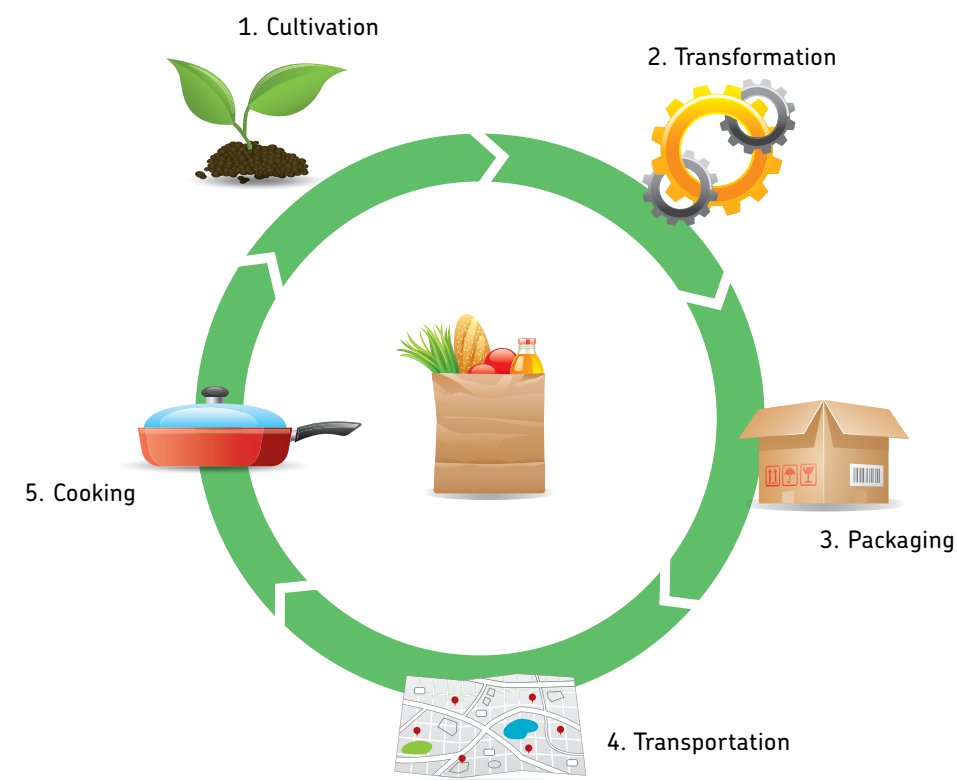 1. Cultivation
2. Transformation
3. Packaging
4. Transportation
5. Cooking